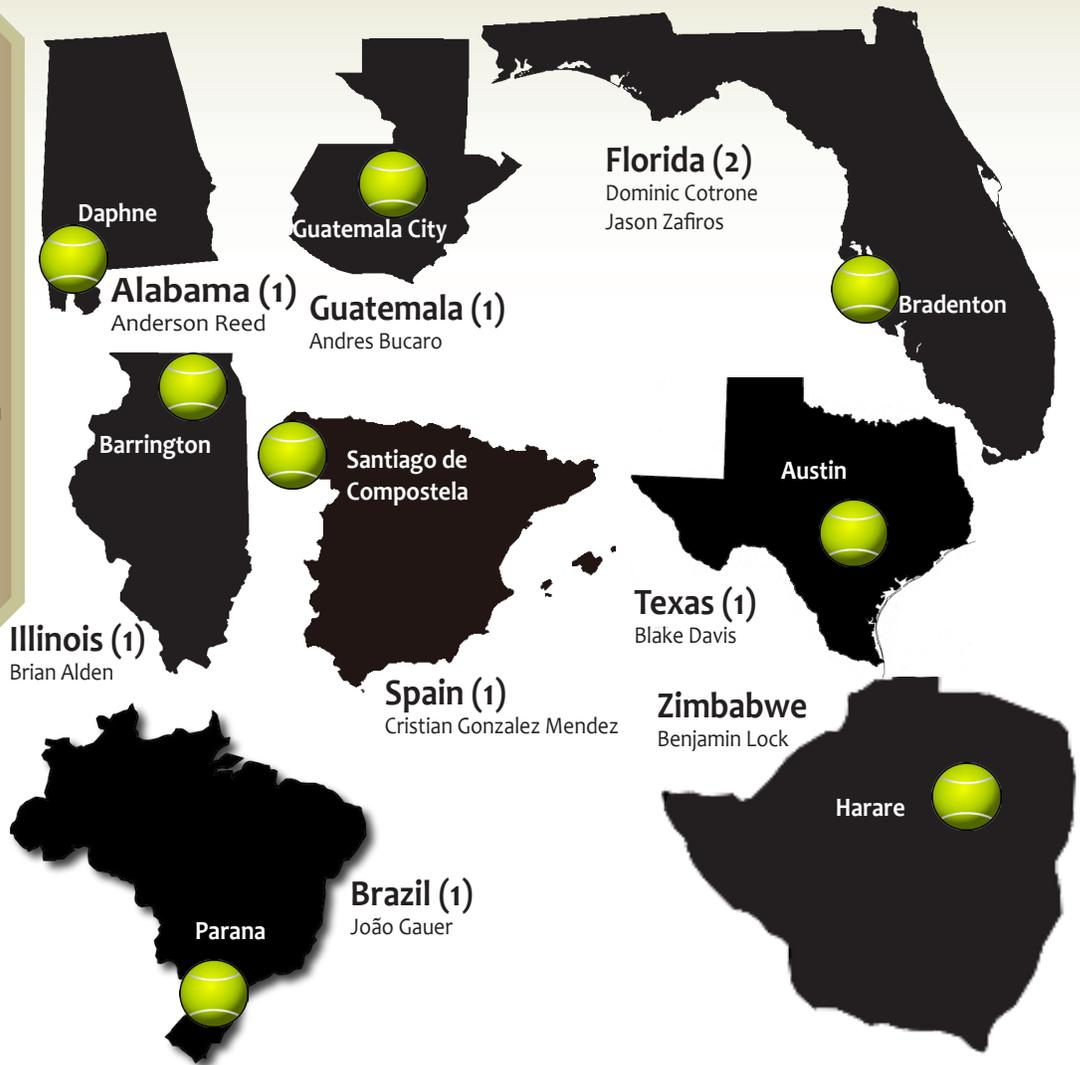 Daphne
Alabama (1)
Anderson Reed
Guatemala City
Guatemala (1)
Andres Bucaro
Florida (2)
Dominic Cotrone
Jason Zafiros
Bradenton
Barrington
Illinois (1)
Brian Alden
Santiago de
Compostela
Spain (1)
Cristian Gonzalez Mendez
Austin
Texas (1)
Blake Davis
Zimbabwe
Benjamin Lock
Harare
Parana
Brazil (1)
João Gauer